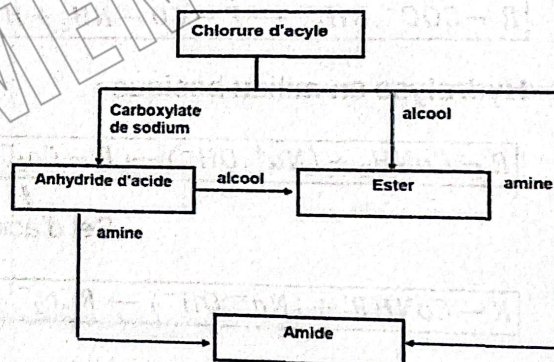 Chlorure d'acyle
Carboxylate
de sodium
alcool
Anhydride d'acide
alcool
Ester
amine
amine
Amide